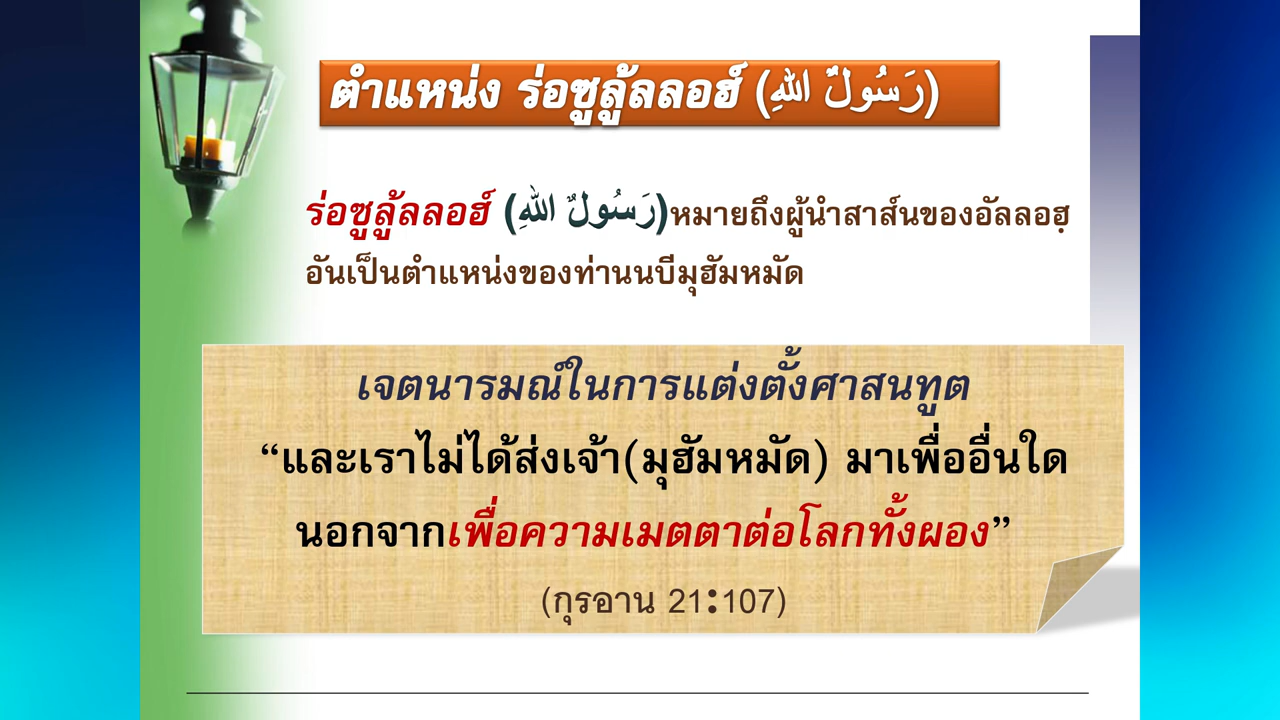 ตำแหน่ง ร่อซูลู้ลลอฮ์ (رَسُولٌ اللهِ)
ร่อซูลู้ลลอฮ์ (رَسُولٌ اللهِ)หมายถึงผู้นำสาส์นของอัลลอฮฺ
อันเป็นตำแหน่งของท่านนบีมุฮัมหมัด
เจตนารมณ์ในการแต่งตั้งศาสนทูต
“และเราไม่ได้ส่งเจ้า(มุฮัมหมัด) มาเพื่ออื่นใด
นอกจากเพื่อความเมตตาต่อโลกทั้งผอง”
(กุรอาน 21:107)